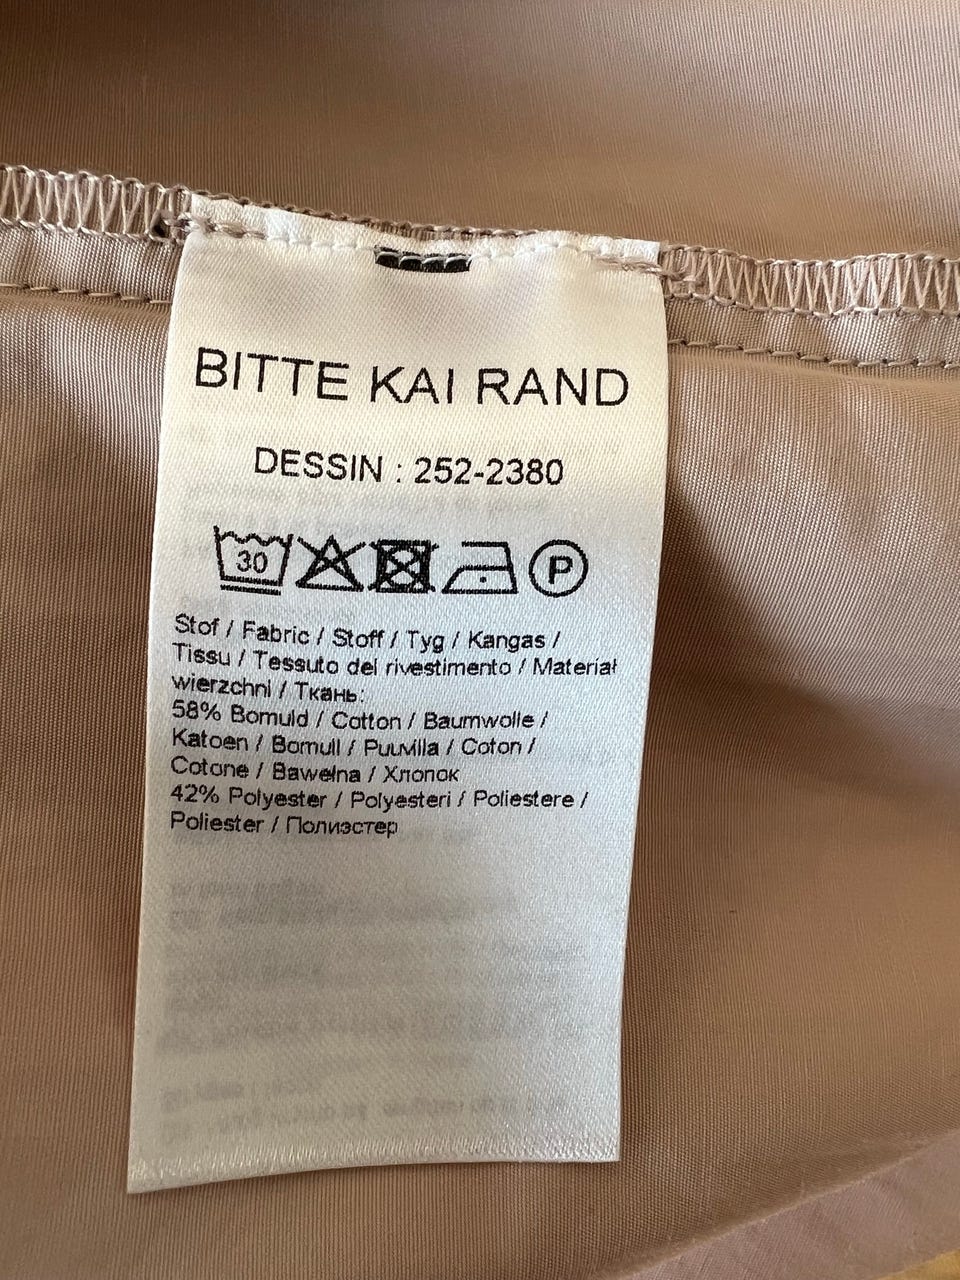 BITTE KAI RAND
DESSIN : 252-2380
30 P
Stof / Fabric / Stoff / Tyg / Kangas /
Tissu / Tessuto del rivestimento / Materiał
wierzchni / Ткань:
58% Bomuld / Cotton / Baumwolle /
Katoen / Bomull / Puuvilla / Coton /
Cotone / Bawełna / Хлопок
42% Polyester / Polyesteri / Poliestere /
Poliester / Полиэстер